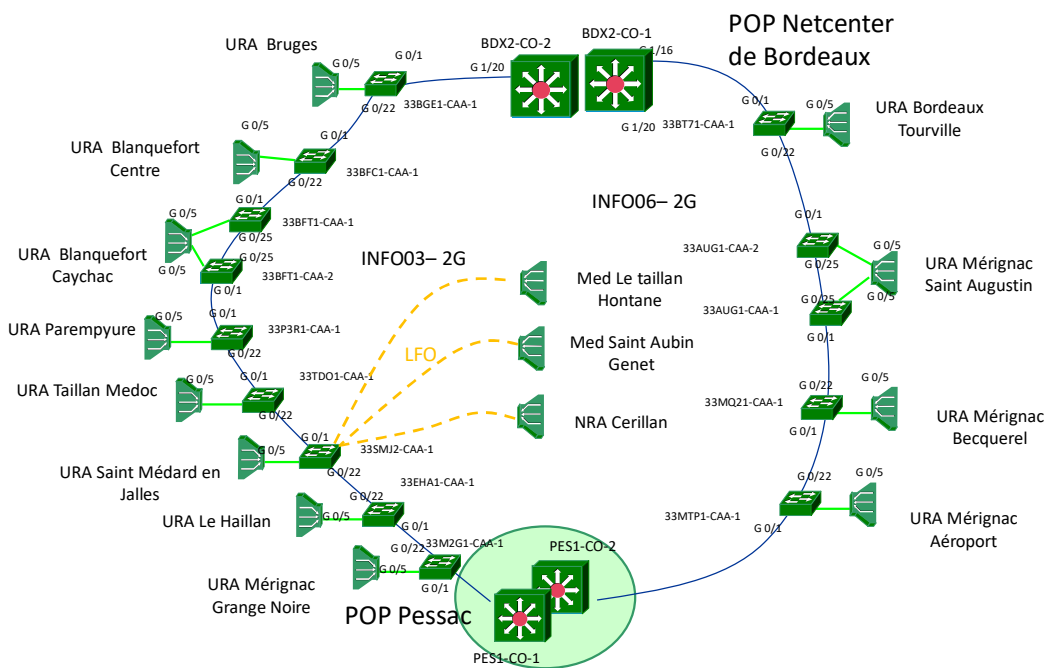 POP Netcenter
de Bordeaux
URA Bruges
G 0/5
G 0/1
G 0/22
33BGE1-CAA-1
G 1/20
BDX2-CO-2
BDX2-CO-1
G 1/16
G 1/20
33BT71-CAA-1
G 0/1
G 0/5
G 0/22
URA Bordeaux
Tourville
URA Blanquefort
Centre
G 0/5
G 0/1
G 0/22
33BFC1-CAA-1
G 0/5
G 0/1
33BFT1-CAA-1
G 0/25
URA Blanquefort
Caychac
G 0/5
G 0/25
33BFT1-CAA-2
G 0/1
INFO03– 2G
INFO06– 2G
G 0/1
33AUG1-CAA-2
G 0/25
G 0/5
URA Mérignac
Saint Augustin
G 0/25
G 0/5
33AUG1-CAA-1
G 0/1
URA Parempyure
G 0/5
G 0/1
33P3R1-CAA-1
G 0/22
Med Le taillan
Hontane
LFO
Med Saint Aubin
Genet
NRA Cerillan
URA Taillan Medoc
G 0/5
G 0/1
33TDO1-CAA-1
G 0/22
G 0/22
33MQ21-CAA-1
G 0/5
G 0/1
URA Mérignac
Becquerel
URA Saint Médard en
Jalles
G 0/5
G 0/1
33SMJ2-CAA-1
G 0/22
URA Le Haillan
G 0/5
G 0/22
33EHA1-CAA-1
G 0/1
G 0/22
33MTP1-CAA-1
G 0/5
G 0/1
URA Mérignac
Aéroport
URA Mérignac
Grange Noire
G 0/5
G 0/22
33M2G1-CAA-1
G 0/1
POP Pessac
PES1-CO-2
PES1-CO-1